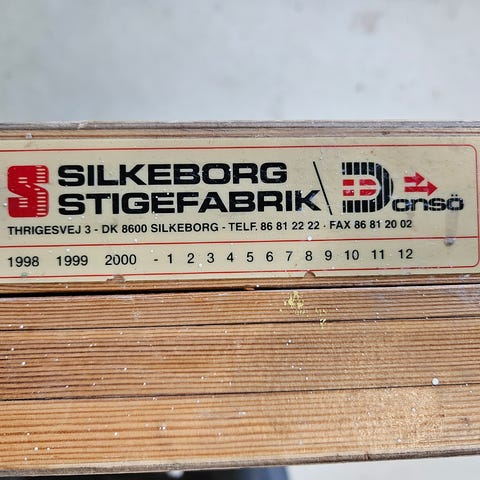 S SILKEBORG
STIGEFABRIK
Donsö
THRIGESVEJ 3 - DK 8600 SILKEBORG - TELF. 86 81 22 22 - FAX 86 81 20 02
1998 1999 2000 - 1 2 3 4 5 6 7 8 9 10 11 12